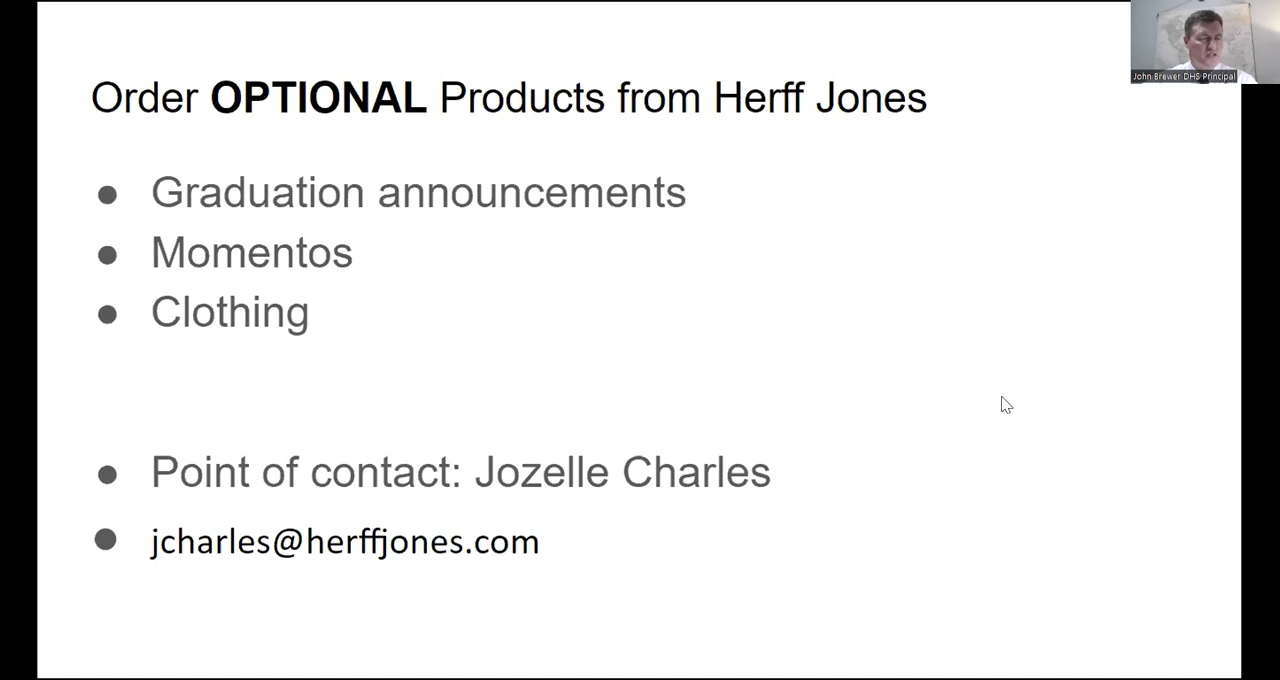 John Brewer DHS Principal
Order OPTIONAL Products from Herff Jones
● Graduation announcements
● Momentos
● Clothing
● Point of contact: Jozelle Charles
● jcharles@herffjones.com